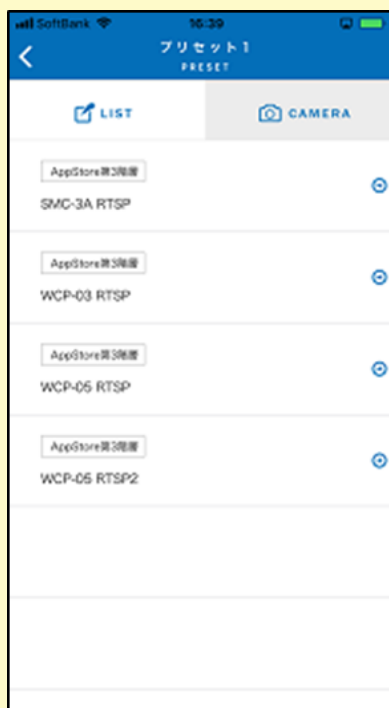 SoftBank
16:39
プリセット1
PRESET
LIST
CAMERA
AppStore第3階層
SMC-3A RTSP
AppStore第3階層
WCP-03 RTSP
AppStore第3階層
WCP-05 RTSP
AppStore第3階層
WCP-05 RTSP2